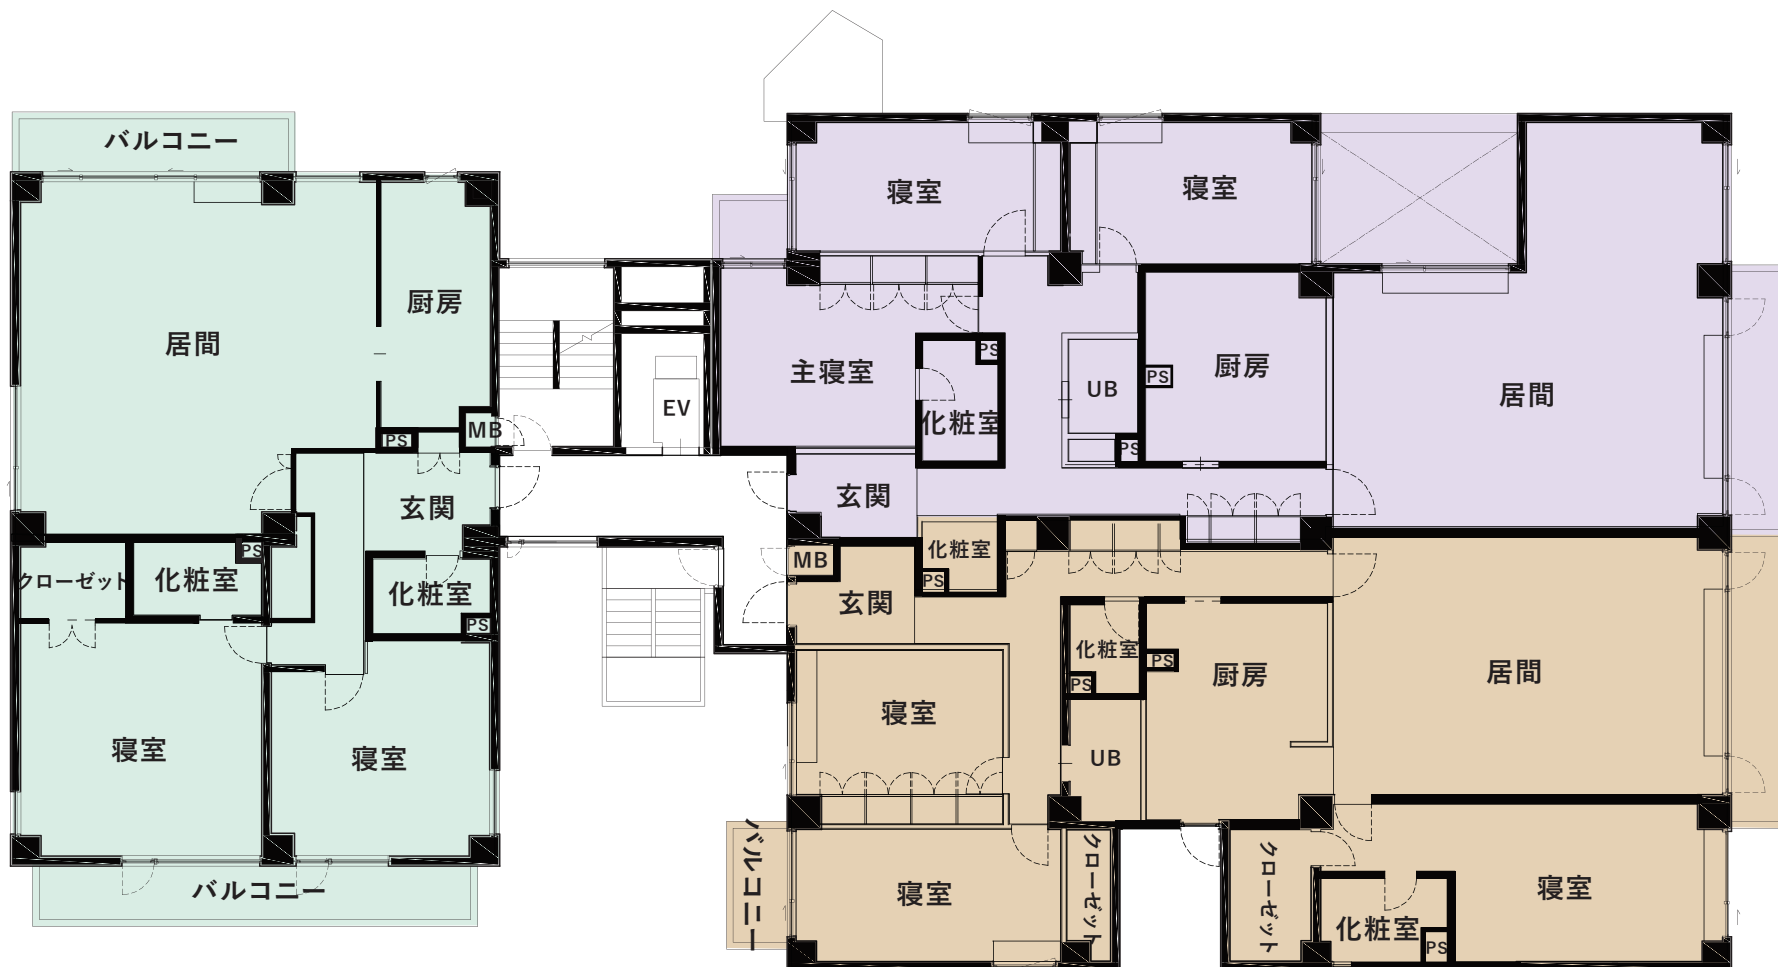 バルコニー
居間
厨房
PS
MB
玄関
クローゼット
化粧室
PS
化粧室
PS
寝室
寝室
バルコニー
EV
寝室
寝室
主寝室
化粧室
PS
UB
PS
厨房
PS
居間
玄関
MB
化粧室
PS
玄関
化粧室
PS
厨房
PS
居間
寝室
UB
バルコニー
寝室
クローゼット
クローゼット
化粧室
PS
寝室